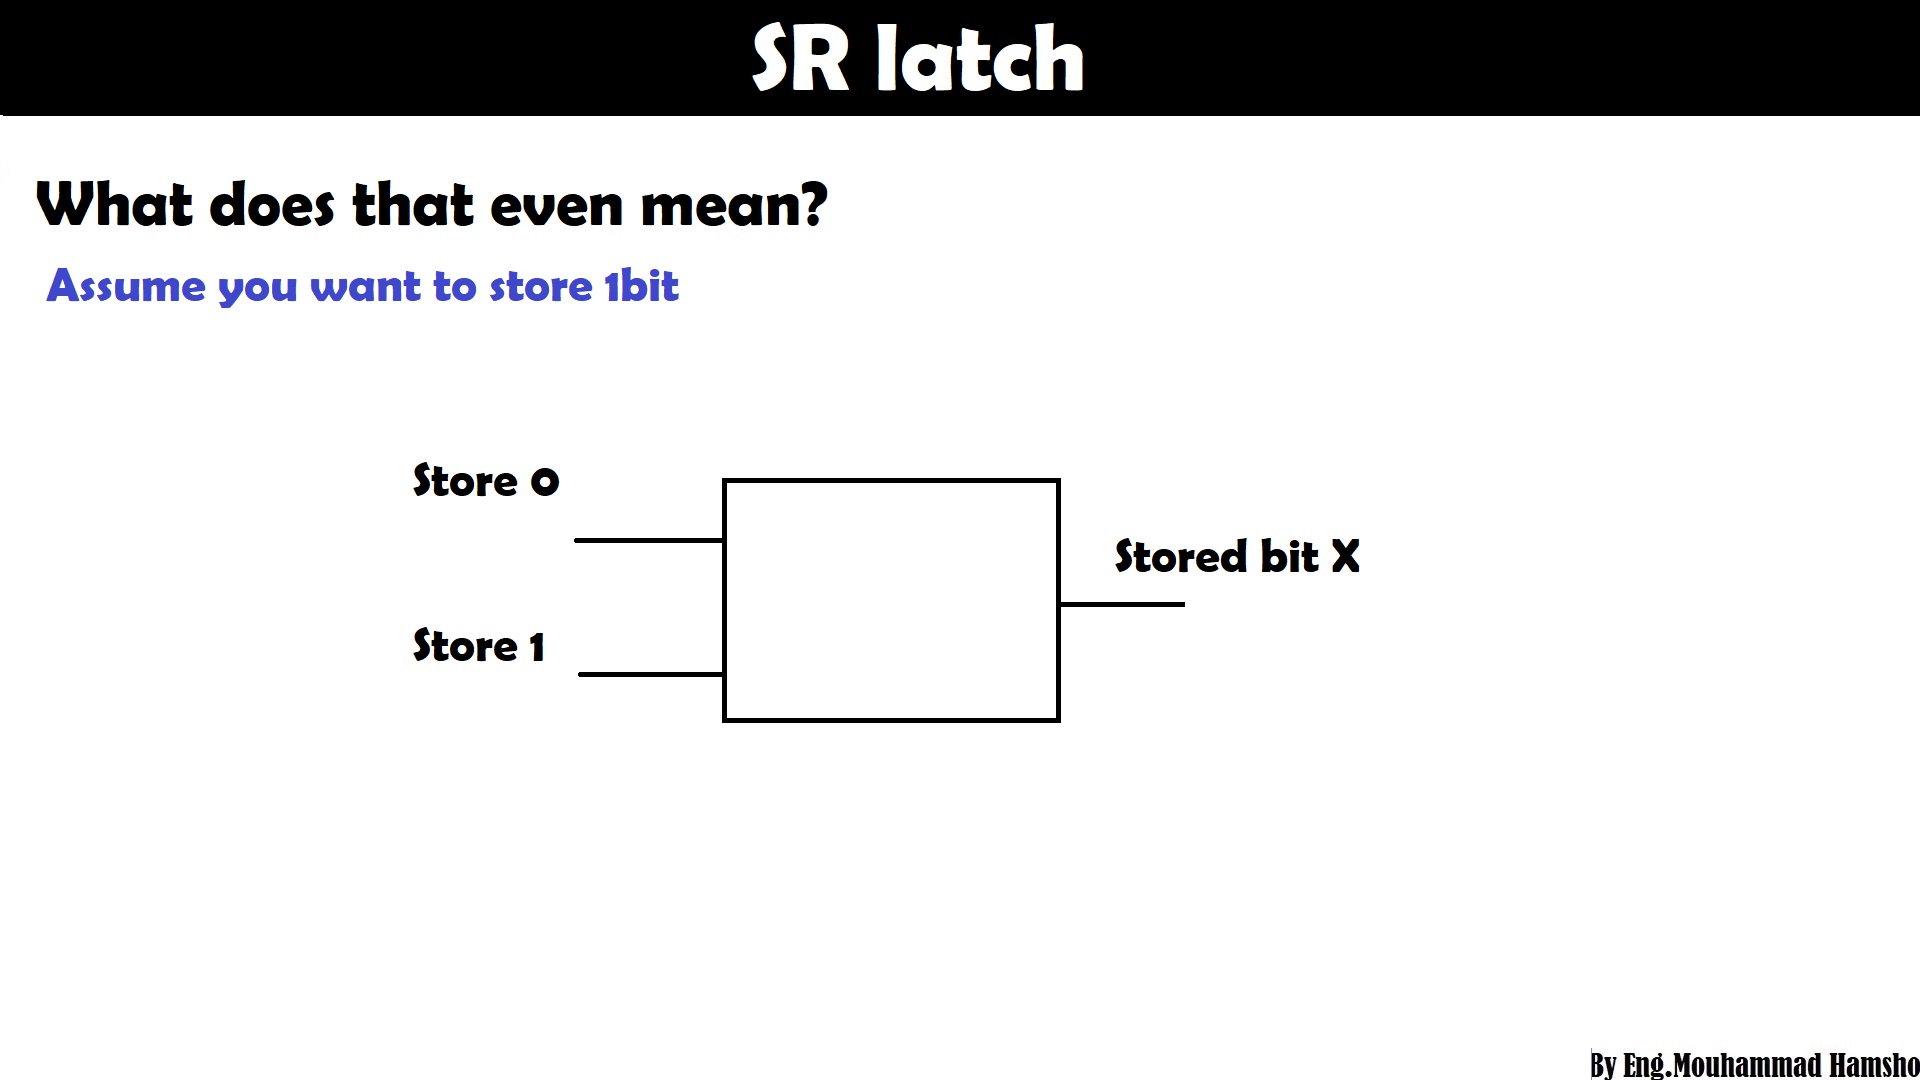 SR latch
What does that even mean?
Assume you want to store 1bit
Store 0
Stored bit X
Store 1
By Eng.Mouhammad Hamsho